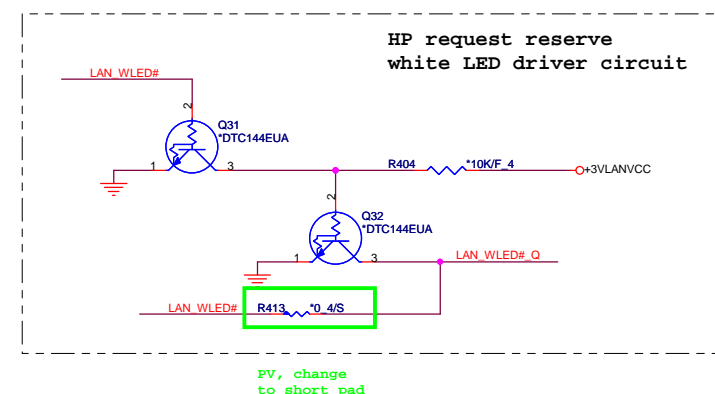 HP request reserve
white LED driver circuit
LAN_WLED#
2
Q31
*DTC144EUA
1
3
R404
*10K/F_4
+3VLANVCC
2
Q32
*DTC144EUA
1
3
LAN_WLED#_Q
LAN_WLED#
R413
*0_4/S
PV, change
to short pad